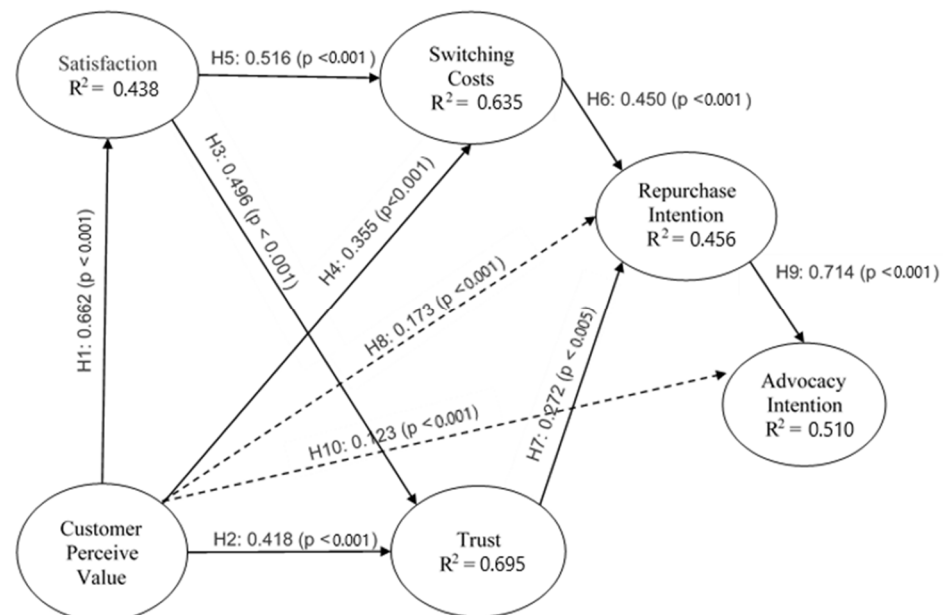 Satisfaction
R² = 0.438
H5: 0.516 (p <0.001)
Switching
Costs
R² = 0.635
H6: 0.450 (p <0.001 )
H3: 0.496 (p < 0.001)
H4: 0.355 (p<0.001)
Repurchase
Intention
R² = 0.456
H1: 0.662 (p < 0.001)
H8: 0.173 (p <0.001)
H9: 0.714 (p <0.001)
H7: 0.272 (p <0.005)
H10: 0.123 (p <0.001)
Advocacy
Intention
R² = 0.510
Customer
Perceive
Value
H2: 0.418 (p <0.001)
Trust
R² = 0.695